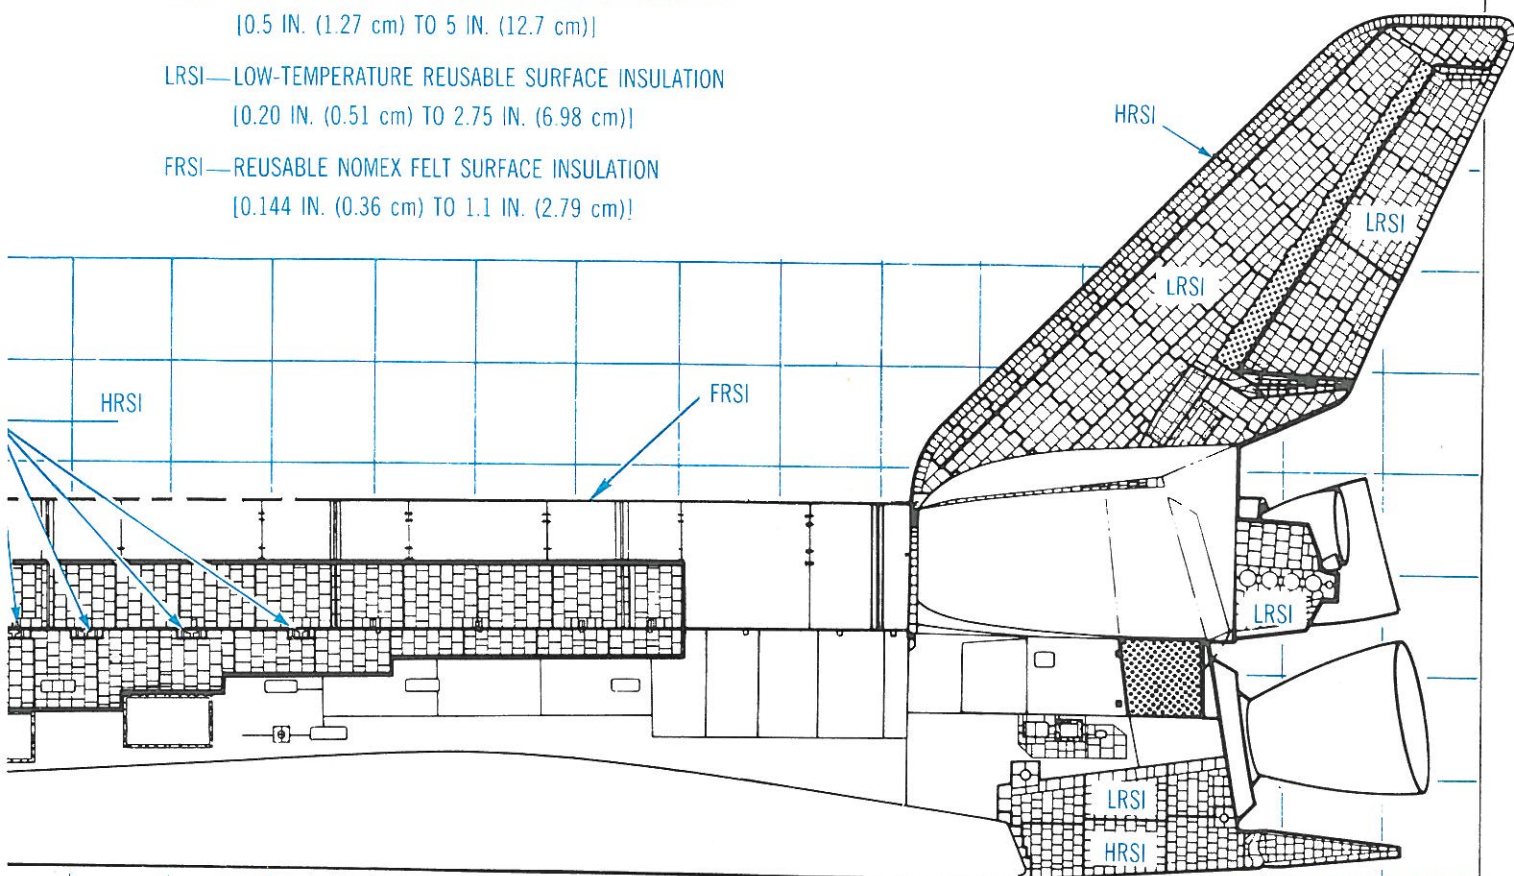 [0.5 IN. (1.27 cm) TO 5 IN. (12.7 cm)]
LRSI—LOW-TEMPERATURE REUSABLE SURFACE INSULATION
[0.20 IN. (0.51 cm) TO 2.75 IN. (6.98 cm)]
FRSI—REUSABLE NOMEX FELT SURFACE INSULATION
[0.144 IN. (0.36 cm) TO 1.1 IN. (2.79 cm)]
HRSI
LRSI
LRSI
HRSI
FRSI
LRSI
LRSI
HRSI